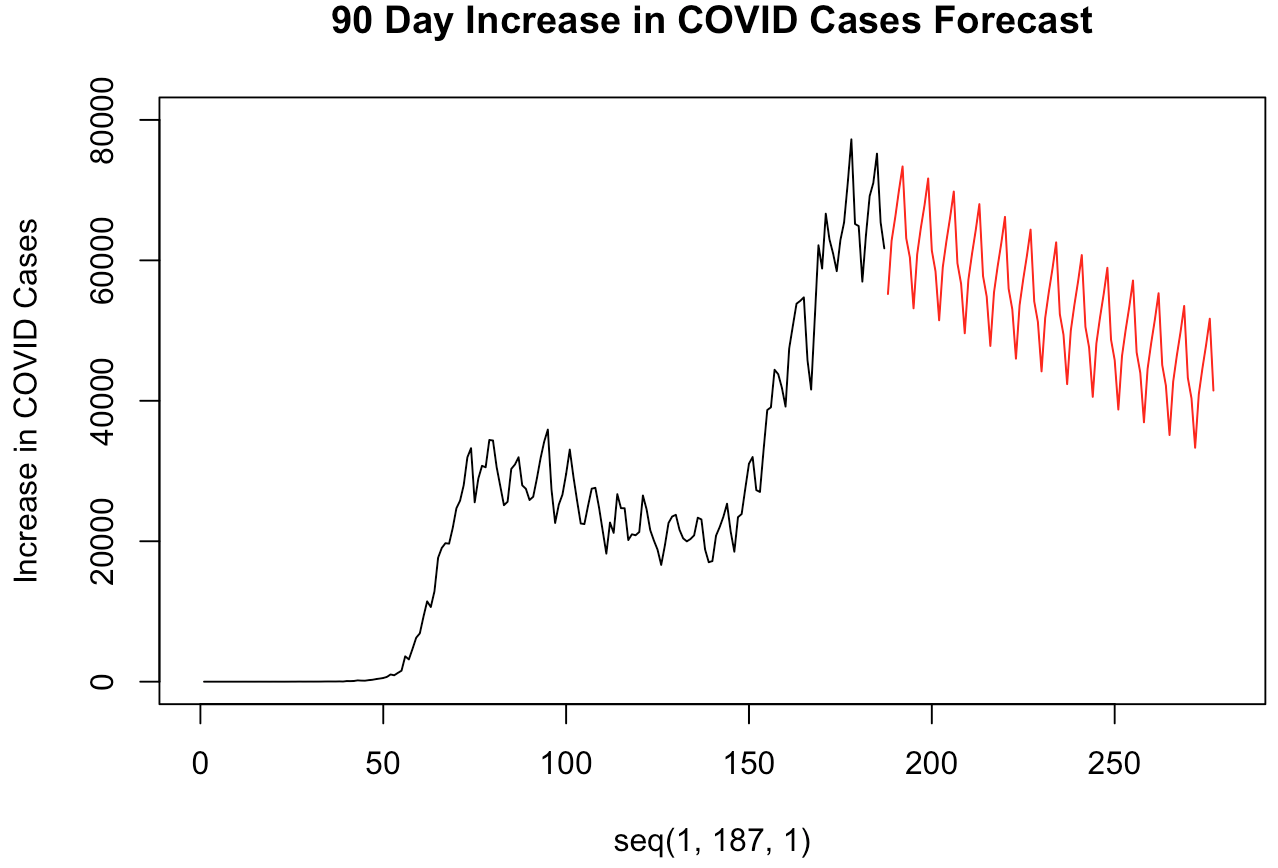 90 Day Increase in COVID Cases Forecast
Increase in COVID Cases
80000
60000
40000
20000
0
0 50 100 150 200 250
seq(1, 187, 1)